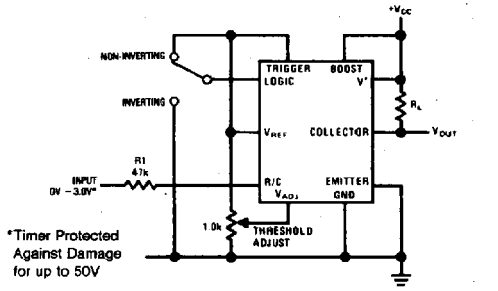 +VCC
NON-INVERTING
TRIGGER
BOOST
LOGIC
V+
RL
INVERTING
VREF
COLLECTOR
VOUT
R1
47k
INPUT
0V – 3.0V*
R/C
EMITTER
VADJ
GND
1.0k
THRESHOLD
ADJUST
*Timer Protected
Against Damage
for up to 50V